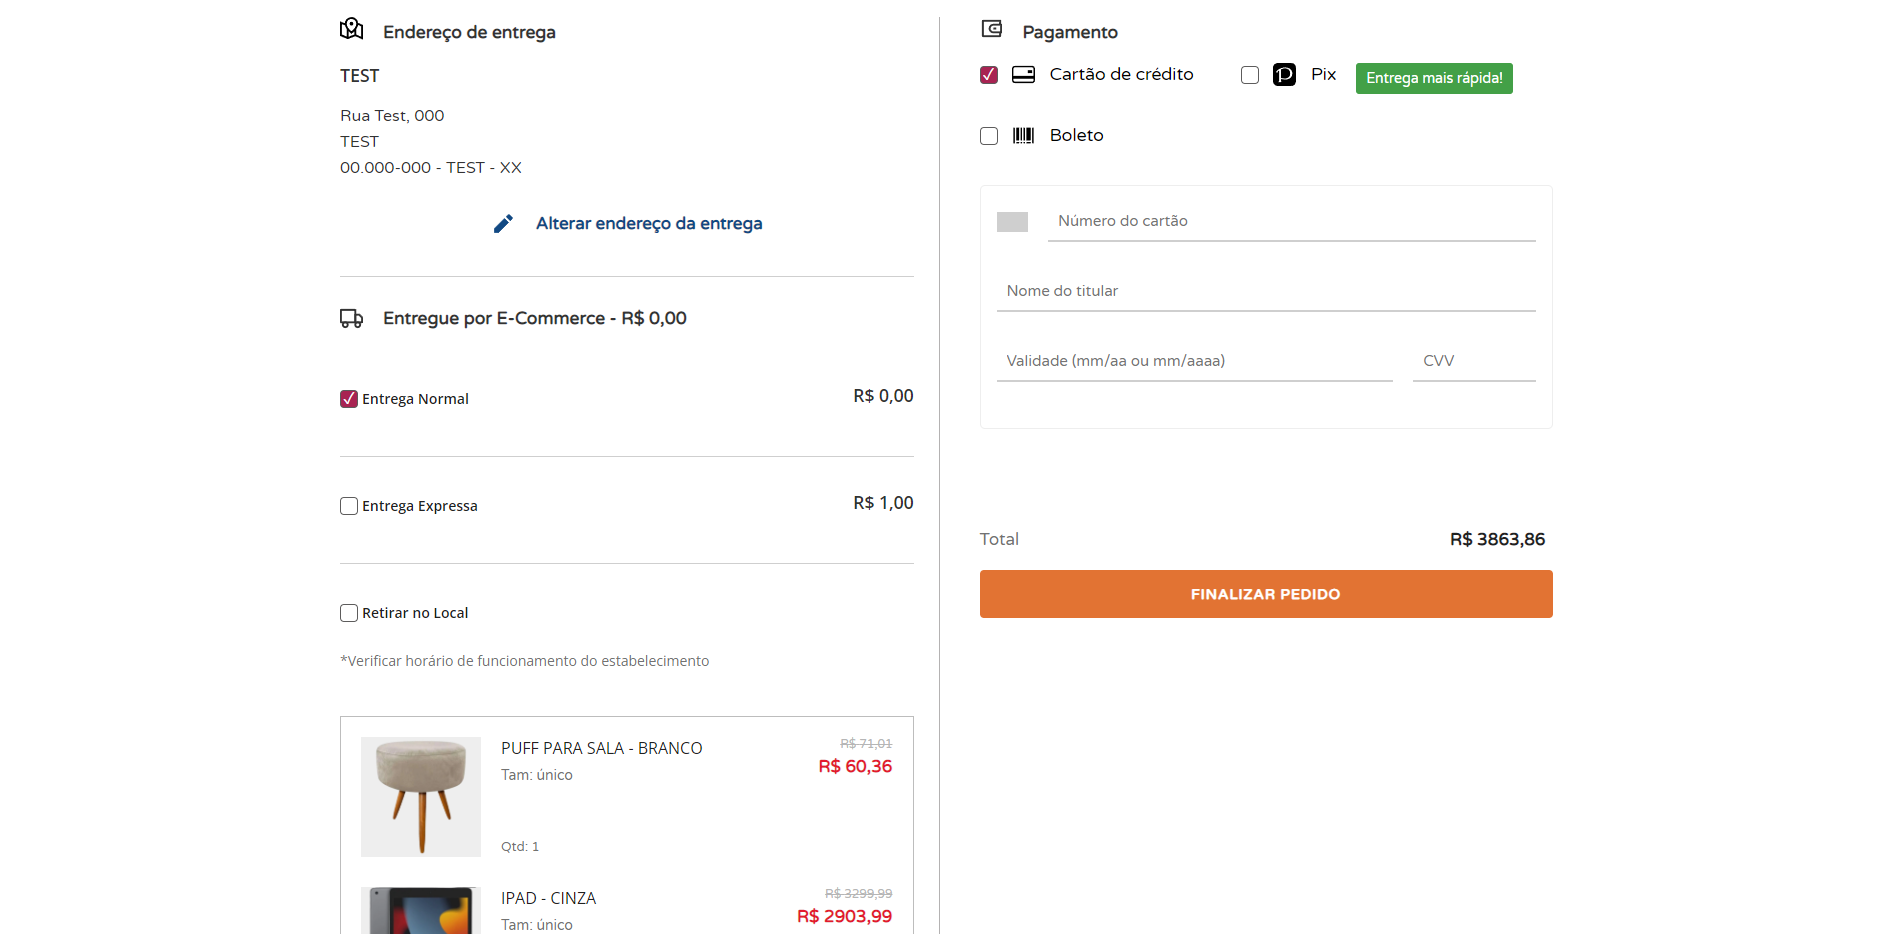 Endereço de entrega
TEST
Rua Test, 000
TEST
00.000-000 - TEST - XX
Alterar endereço da entrega
Entregue por E-Commerce - R$ 0,00
Entrega Normal R$ 0,00
Entrega Expressa R$ 1,00
Retirar no Local
*Verificar horário de funcionamento do estabelecimento
PUFF PARA SALA - BRANCO R$ 71,01
R$ 60,36
Tam: único
Qtd: 1
IPAD - CINZA R$ 3299,99
R$ 2903,99
Tam: único
Pagamento
Cartão de crédito Pix Entrega mais rápida!
Boleto
Número do cartão
Nome do titular
Validade (mm/aa ou mm/aaaa) CVV
Total R$ 3863,86
FINALIZAR PEDIDO